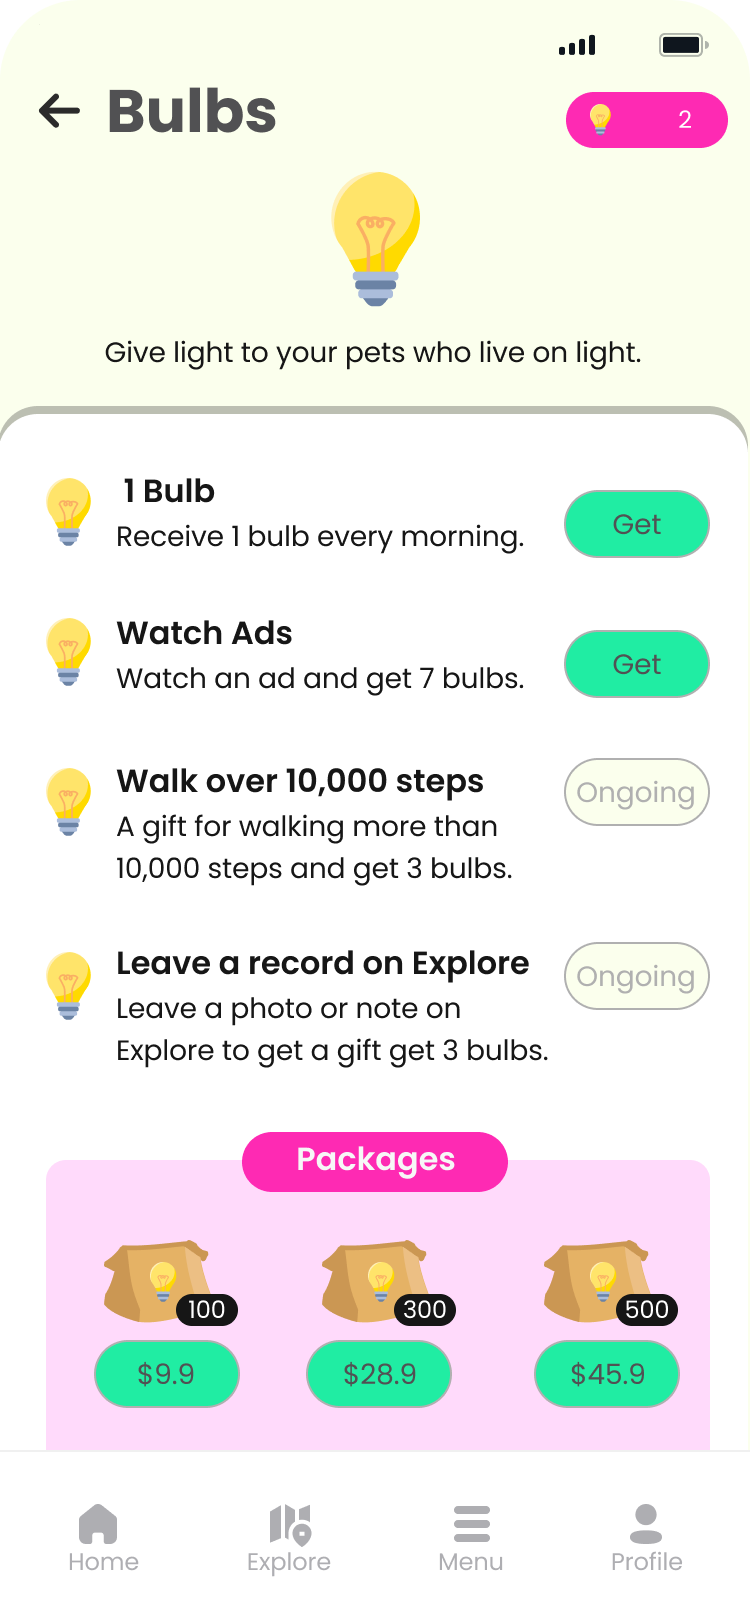 Bulbs
2
Give light to your pets who live on light.
1 Bulb
Receive 1 bulb every morning.
Get
Watch Ads
Watch an ad and get 7 bulbs.
Get
Walk over 10,000 steps
A gift for walking more than
10,000 steps and get 3 bulbs.
Ongoing
Leave a record on Explore
Leave a photo or note on
Explore to get a gift get 3 bulbs.
Ongoing
Packages
100 300 500
$9.9 $28.9 $45.9
Home Explore Menu Profile